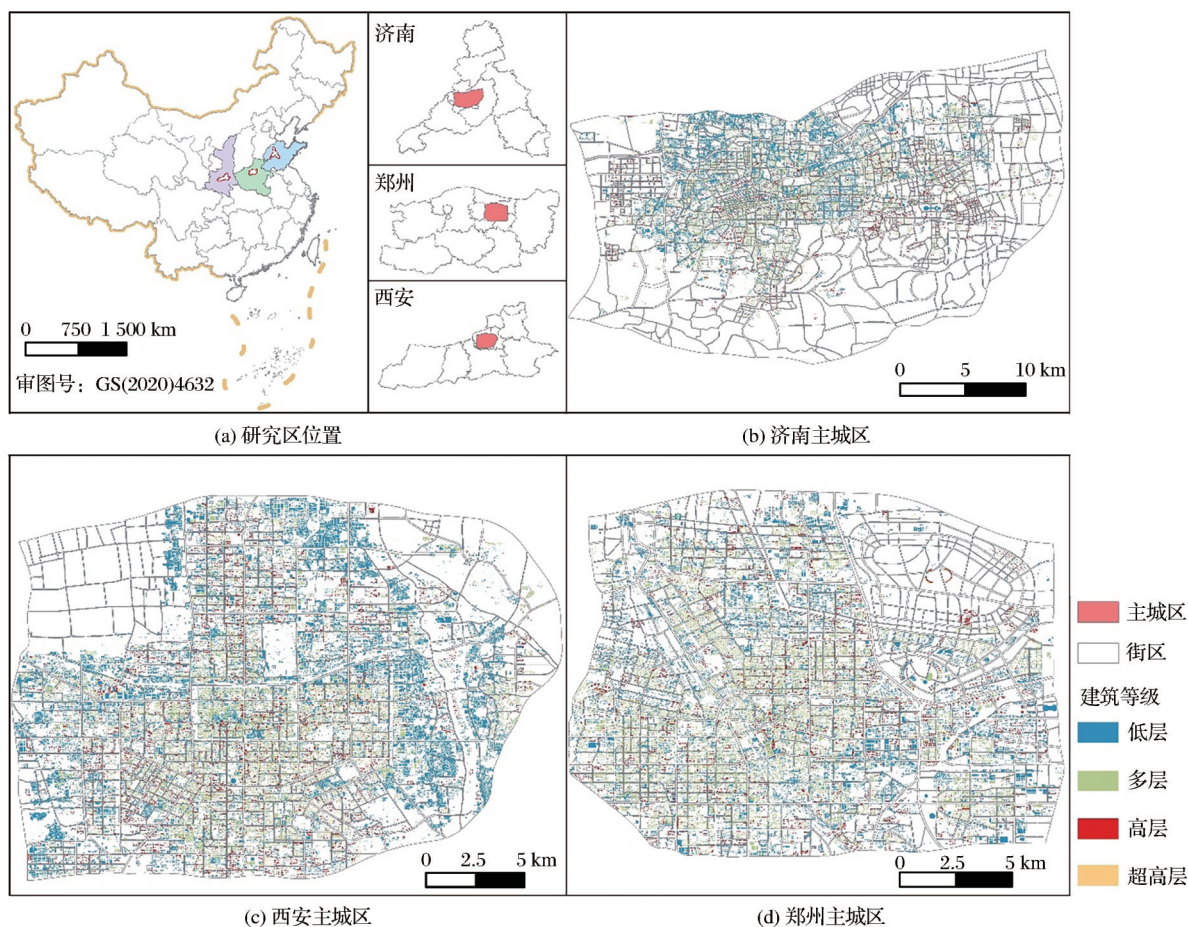 济南
郑州
西安
0 750 1 500 km
审图号：GS(2020)4632
0 5 10 km
(a) 研究区位置
(b) 济南主城区
0 2.5 5 km
0 2.5 5 km
(c) 西安主城区
(d) 郑州主城区
主城区
街区
建筑等级
低层
多层
高层
超高层